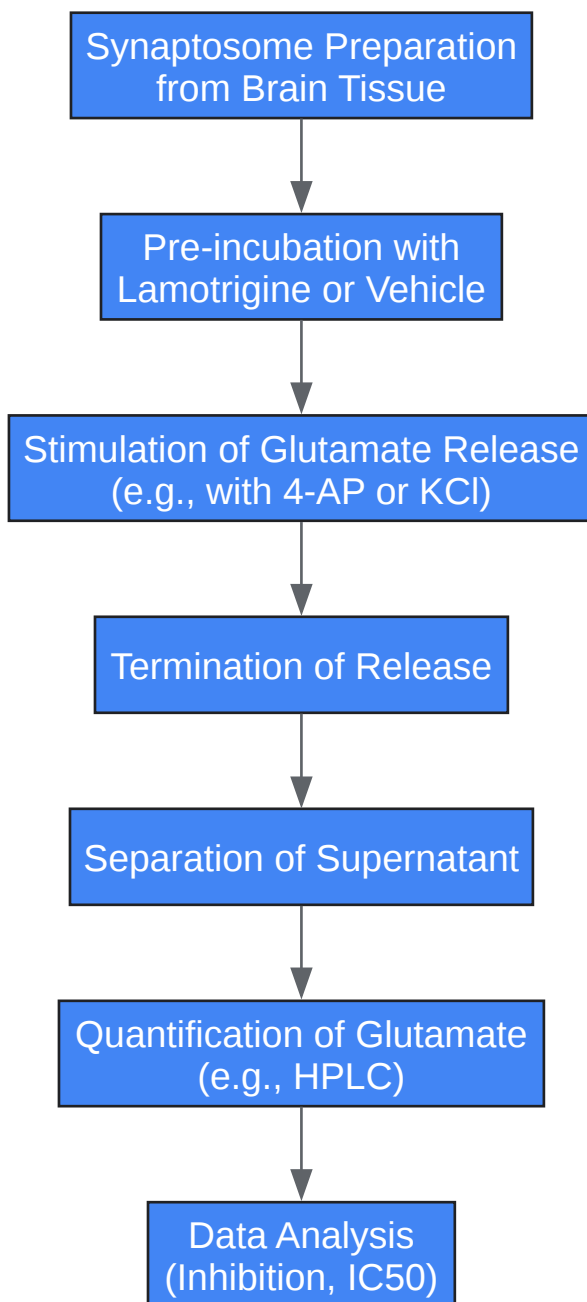 Synaptosome Preparation
from Brain Tissue
Pre-incubation with
Lamotrigine or Vehicle
Stimulation of Glutamate Release
(e.g., with 4-AP or KCl)
Termination of Release
Separation of Supernatant
Quantification of Glutamate
(e.g., HPLC)
Data Analysis
(Inhibition, IC50)